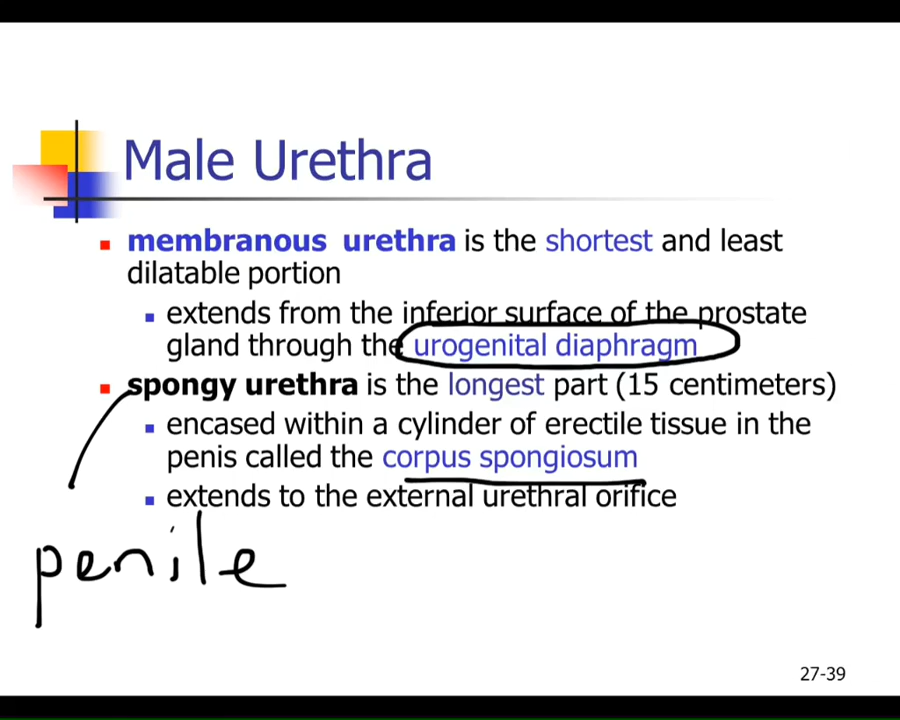 Male Urethra
membranous urethra is the shortest and least
dilatable portion
extends from the inferior surface of the prostate
gland through the urogenital diaphragm
spongy urethra is the longest part (15 centimeters)
encased within a cylinder of erectile tissue in the
penis called the corpus spongiosum
extends to the external urethral orifice
penile
27-39